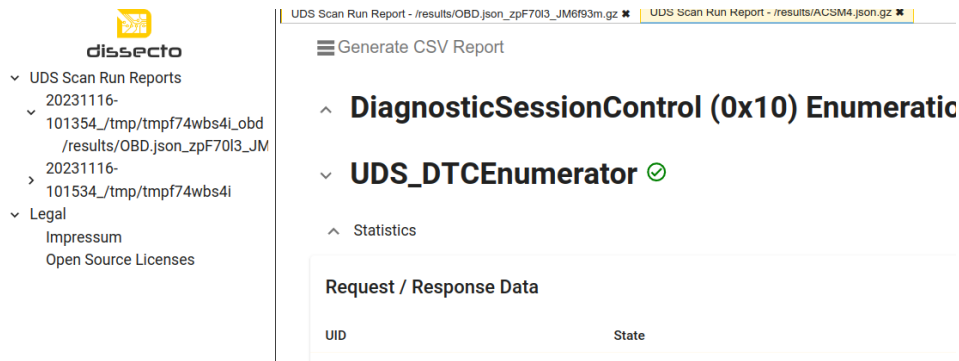 dissecto
UDS Scan Run Reports
20231116-
101354_/tmp/tmpf74wbs4i_obd
/results/OBD.json_zpF70l3_JM
20231116-
101534_/tmp/tmpf74wbs4i
Legal
Impressum
Open Source Licenses
UDS Scan Run Report - /results/OBD.json_zpF70l3_JM6f93m.gz ✖
UDS Scan Run Report - /results/ACSM4.json.gz ✖
Generate CSV Report
DiagnosticSessionControl (0x10) Enumeratio
UDS_DTCEnumerator
Statistics
Request / Response Data
UID State